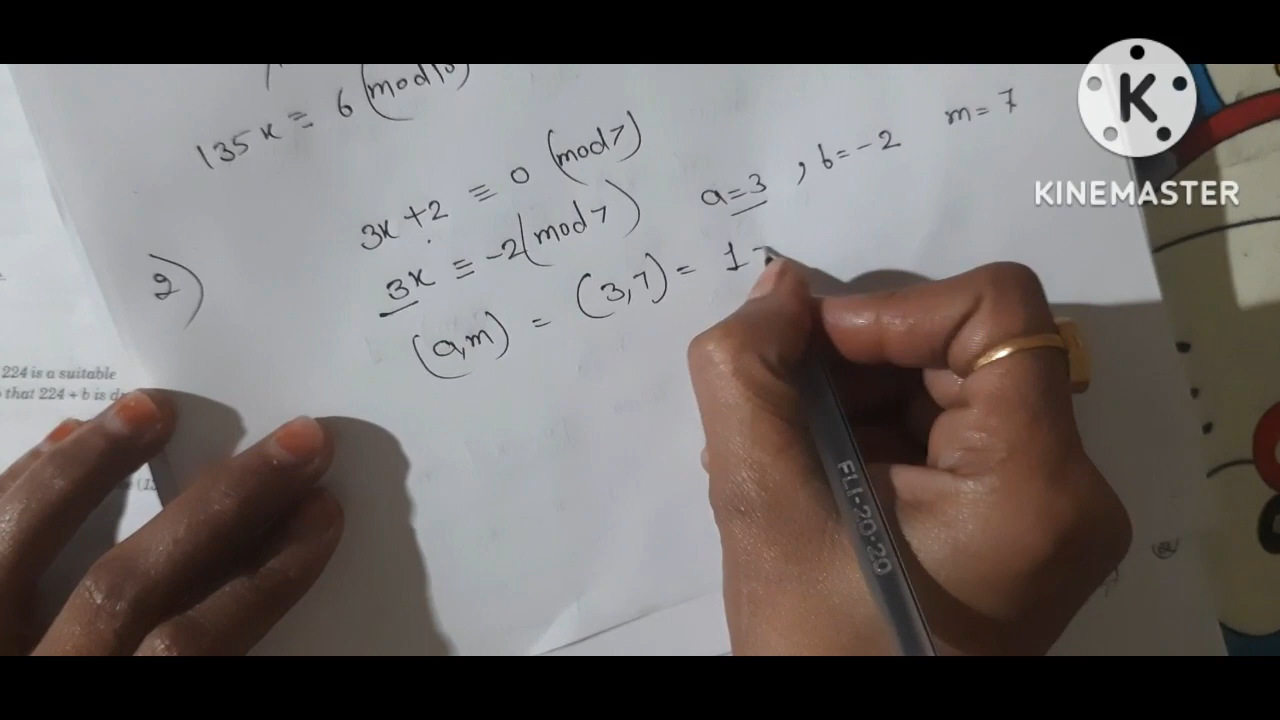 135x ≡ 6 (mod 10)
2) 3x + 2 ≡ 0 (mod 7)
3x ≡ -2 (mod 7)
a=3 , b=-2 m=7
(a,m) = (3,7) = 1
224 is a suitable
that 224 + b is
K
KINEMASTER
FLI-20-20